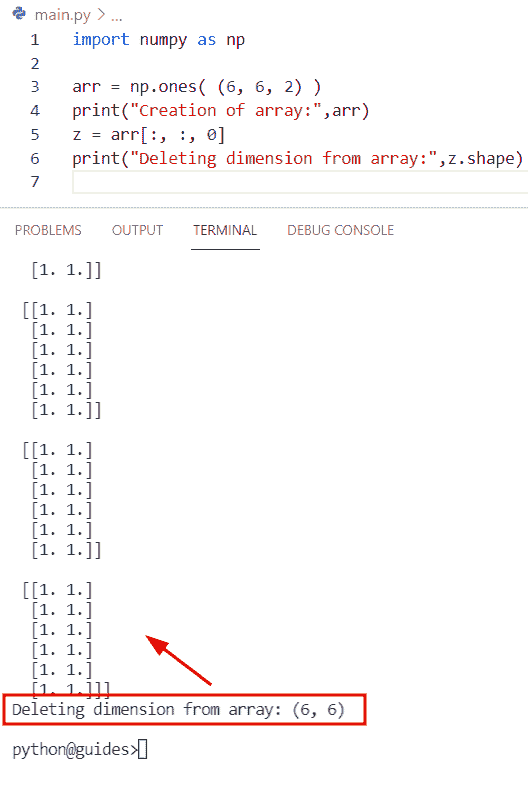 main.py > ...
1 import numpy as np
2
3 arr = np.ones( (6, 6, 2) )
4 print("Creation of array:",arr)
5 z = arr[:, :, 0]
6 print("Deleting dimension from array:",z.shape)
7
PROBLEMS OUTPUT TERMINAL DEBUG CONSOLE
[1. 1.]]
[[1. 1.]
[1. 1.]
[1. 1.]
[1. 1.]
[1. 1.]
[1. 1.]]
[[1. 1.]
[1. 1.]
[1. 1.]
[1. 1.]
[1. 1.]
[1. 1.]]
[[1. 1.]
[1. 1.]
[1. 1.]
[1. 1.]
[1. 1.]
[1. 1.]]]
Deleting dimension from array: (6, 6)
python@guides>